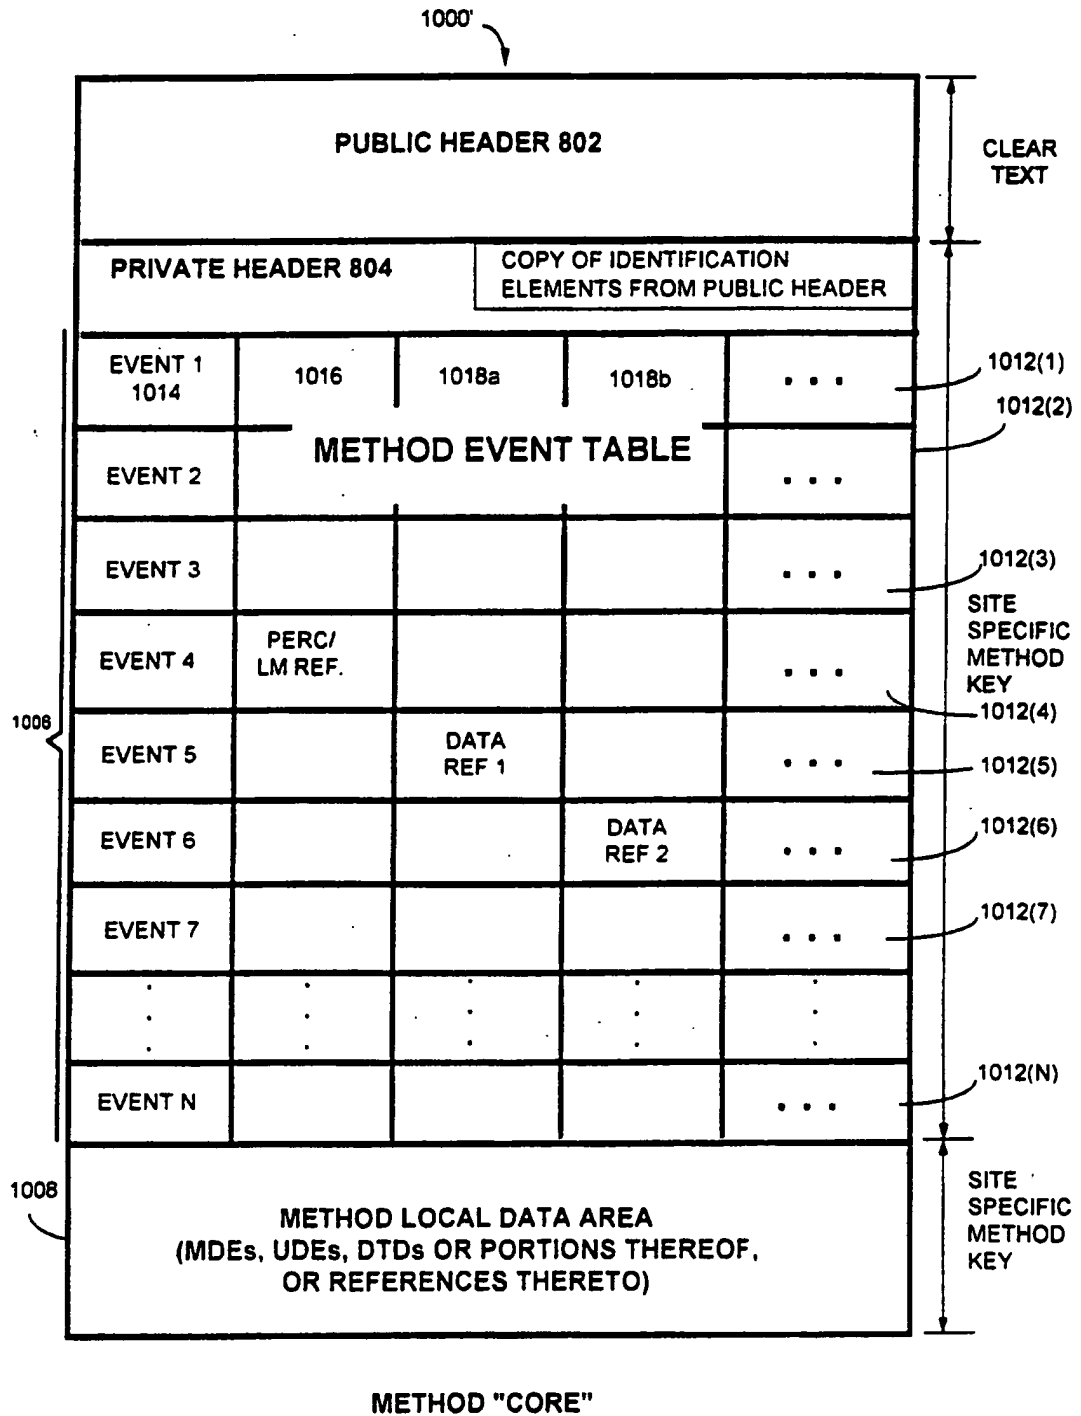 1000'
PUBLIC HEADER 802
CLEAR
TEXT
PRIVATE HEADER 804
COPY OF IDENTIFICATION
ELEMENTS FROM PUBLIC HEADER
EVENT 1
1014
1016
1018a
1018b
. . .
1012(1)
1012(2)
METHOD EVENT TABLE
EVENT 2
. . .
EVENT 3
. . .
1012(3)
SITE
SPECIFIC
METHOD
KEY
EVENT 4
PERC/
LM REF.
. . .
1012(4)
1006
EVENT 5
DATA
REF 1
. . .
1012(5)
EVENT 6
DATA
REF 2
. . .
1012(6)
EVENT 7
. . .
1012(7)
EVENT N
. . .
1012(N)
1008
METHOD LOCAL DATA AREA
(MDEs, UDEs, DTDs OR PORTIONS THEREOF,
OR REFERENCES THERETO)
SITE
SPECIFIC
METHOD
KEY
METHOD "CORE"